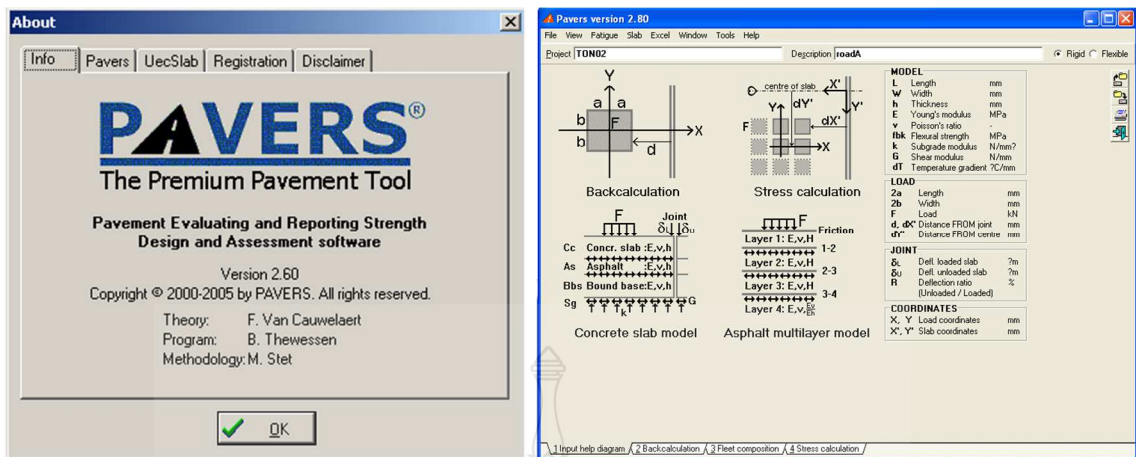 About
Info Pavers UecSlab Registration Disclaimer
PAVERS®
The Premium Pavement Tool
Pavement Evaluating and Reporting Strength
Design and Assessment software
Version 2.60
Copyright © 2000-2005 by PAVERS. All rights reserved.
Theory: F. Van Cauwelaert
Program: B. Thewessen
Methodology: M. Stet
OK
Pavers version 2.80
File View Fatigue Slab Excel Window Tools Help
Project TON02 Description roadA Rigid Flexible
Y
a a
b F X
b d
Backcalculation
centre of slab X'
Y dY' Y'
F dX'
X
Stress calculation
F Joint
δL δU
Cc Concr. slab :E,v,h
As Asphalt :E,v,h
Bbs Bound base:E,v,h
Sg k G
Concrete slab model
F Friction
Layer 1: E,v,H
1-2
Layer 2: E,v,H
2-3
Layer 3: E,v,H
3-4
Layer 4: E,v,
Asphalt multilayer model
MODEL
L Length mm
W Width mm
h Thickness mm
E Young's modulus MPa
v Poisson's ratio -
fbk Flexural strength MPa
k Subgrade modulus N/mm?
G Shear modulus N/mm
dT Temperature gradient ?C/mm
LOAD
2a Length mm
2b Width mm
F Load kN
d, dX' Distance FROM joint mm
dY' Distance FROM centre mm
JOINT
δL Defl. loaded slab ?m
δU Defl. unloaded slab ?m
R Deflection ratio %
(Unloaded / Loaded)
COORDINATES
X, Y Load coordinates mm
X', Y' Slab coordinates mm
1 Input help diagram 2 Backcalculation 3 Fleet composition 4 Stress calculation